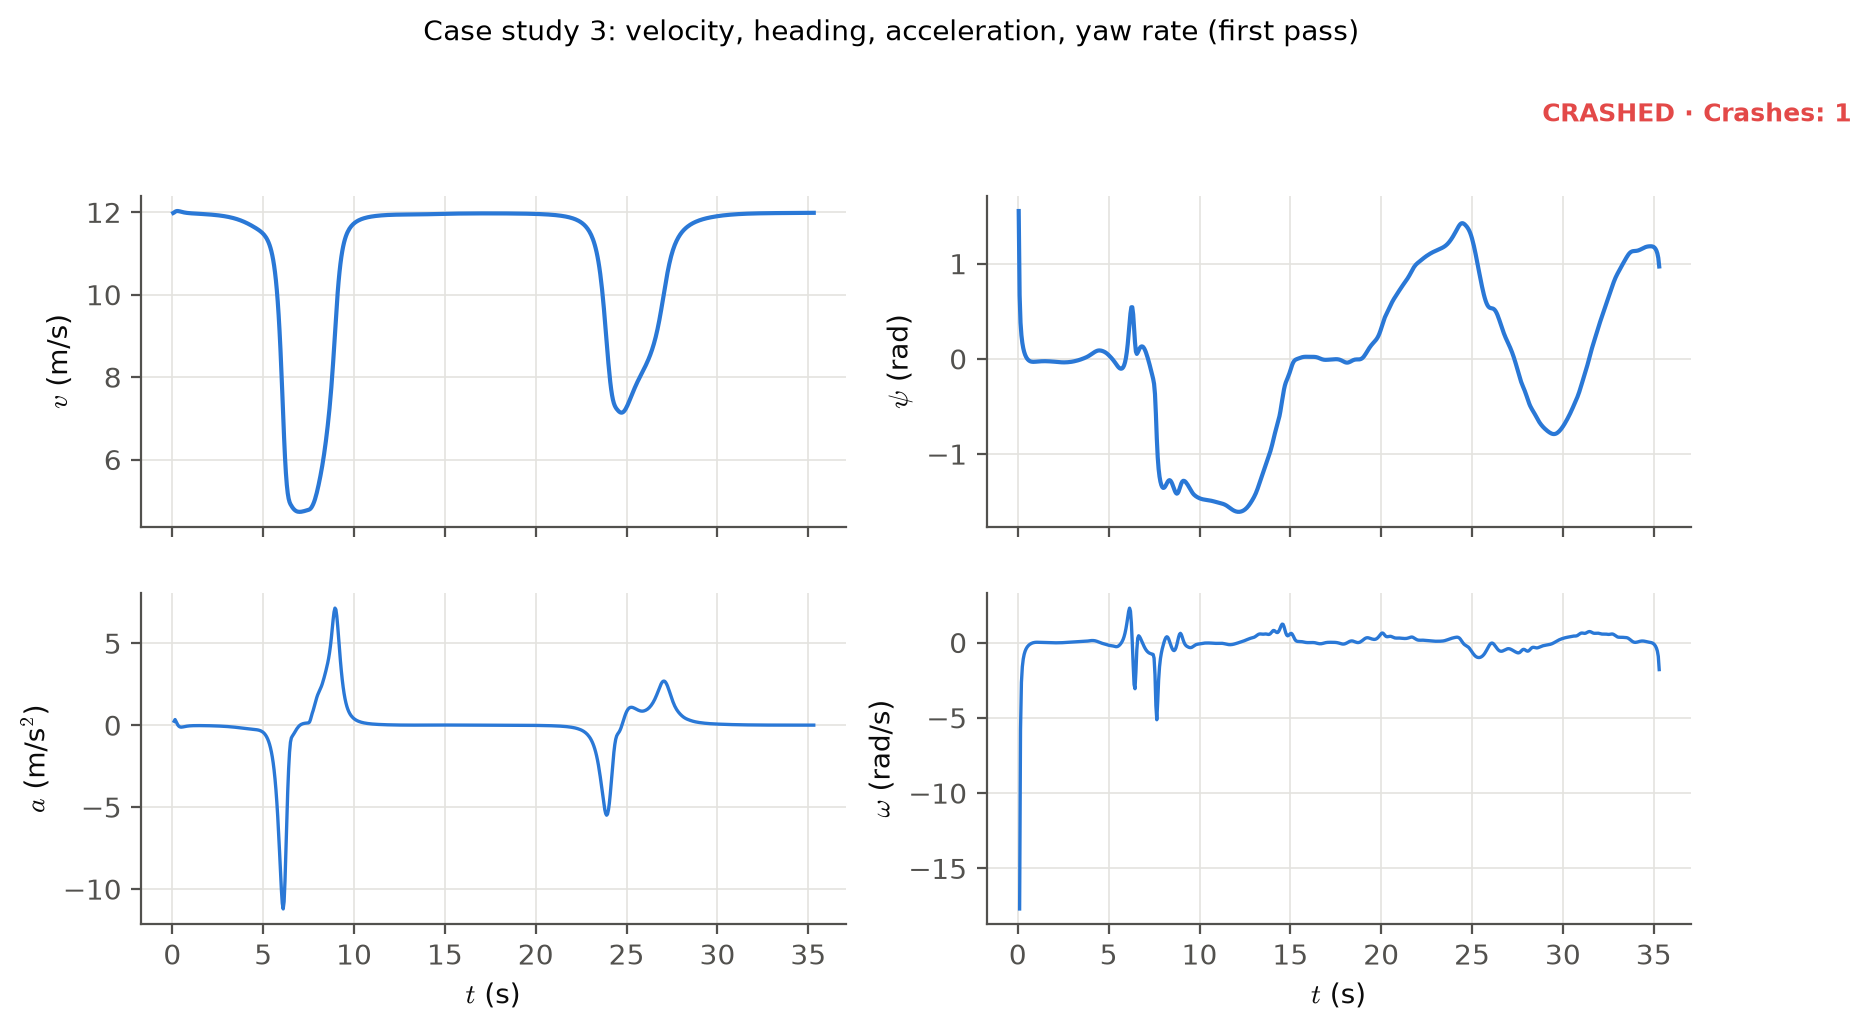 Case study 3: velocity, heading, acceleration, yaw rate (first pass)
CRASHED · Crashes: 1
v (m/s)
12
10
8
6
ψ (rad)
1
0
−1
a (m/s²)
5
0
−5
−10
0 5 10 15 20 25 30 35
t (s)
ω (rad/s)
0
−5
−10
−15
0 5 10 15 20 25 30 35
t (s)